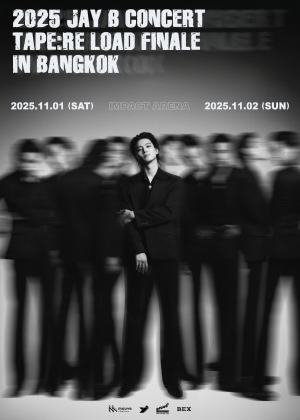 2025 JAY B CONCERT
TAPE:RE LOAD FINALE
IN BANGKOK
2025.11.01 (SAT) IMPACT ARENA 2025.11.02 (SUN)
mauve
BEX